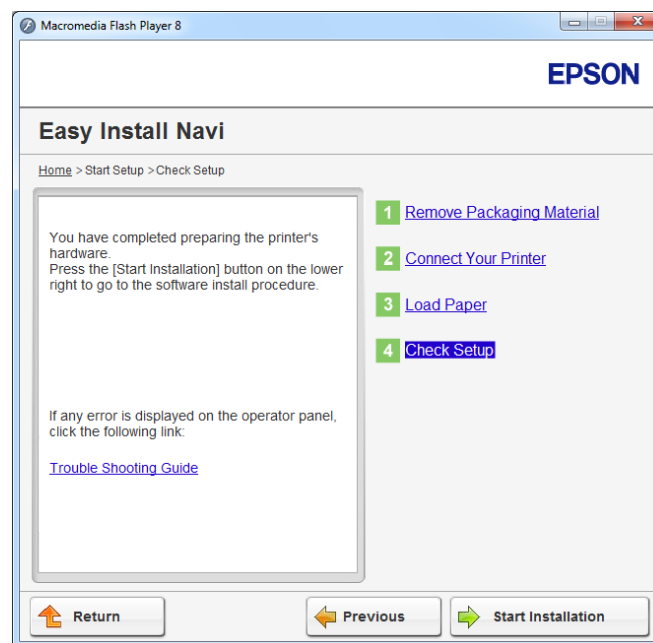 Macromedia Flash Player 8
EPSON
Easy Install Navi
Home > Start Setup >Check Setup
You have completed preparing the printer's
hardware.
Press the [Start Installation] button on the lower
right to go to the software install procedure.
If any error is displayed on the operator panel,
click the following link:
Trouble Shooting Guide
1 Remove Packaging Material
2 Connect Your Printer
3 Load Paper
4 Check Setup
Return
Previous
Start Installation